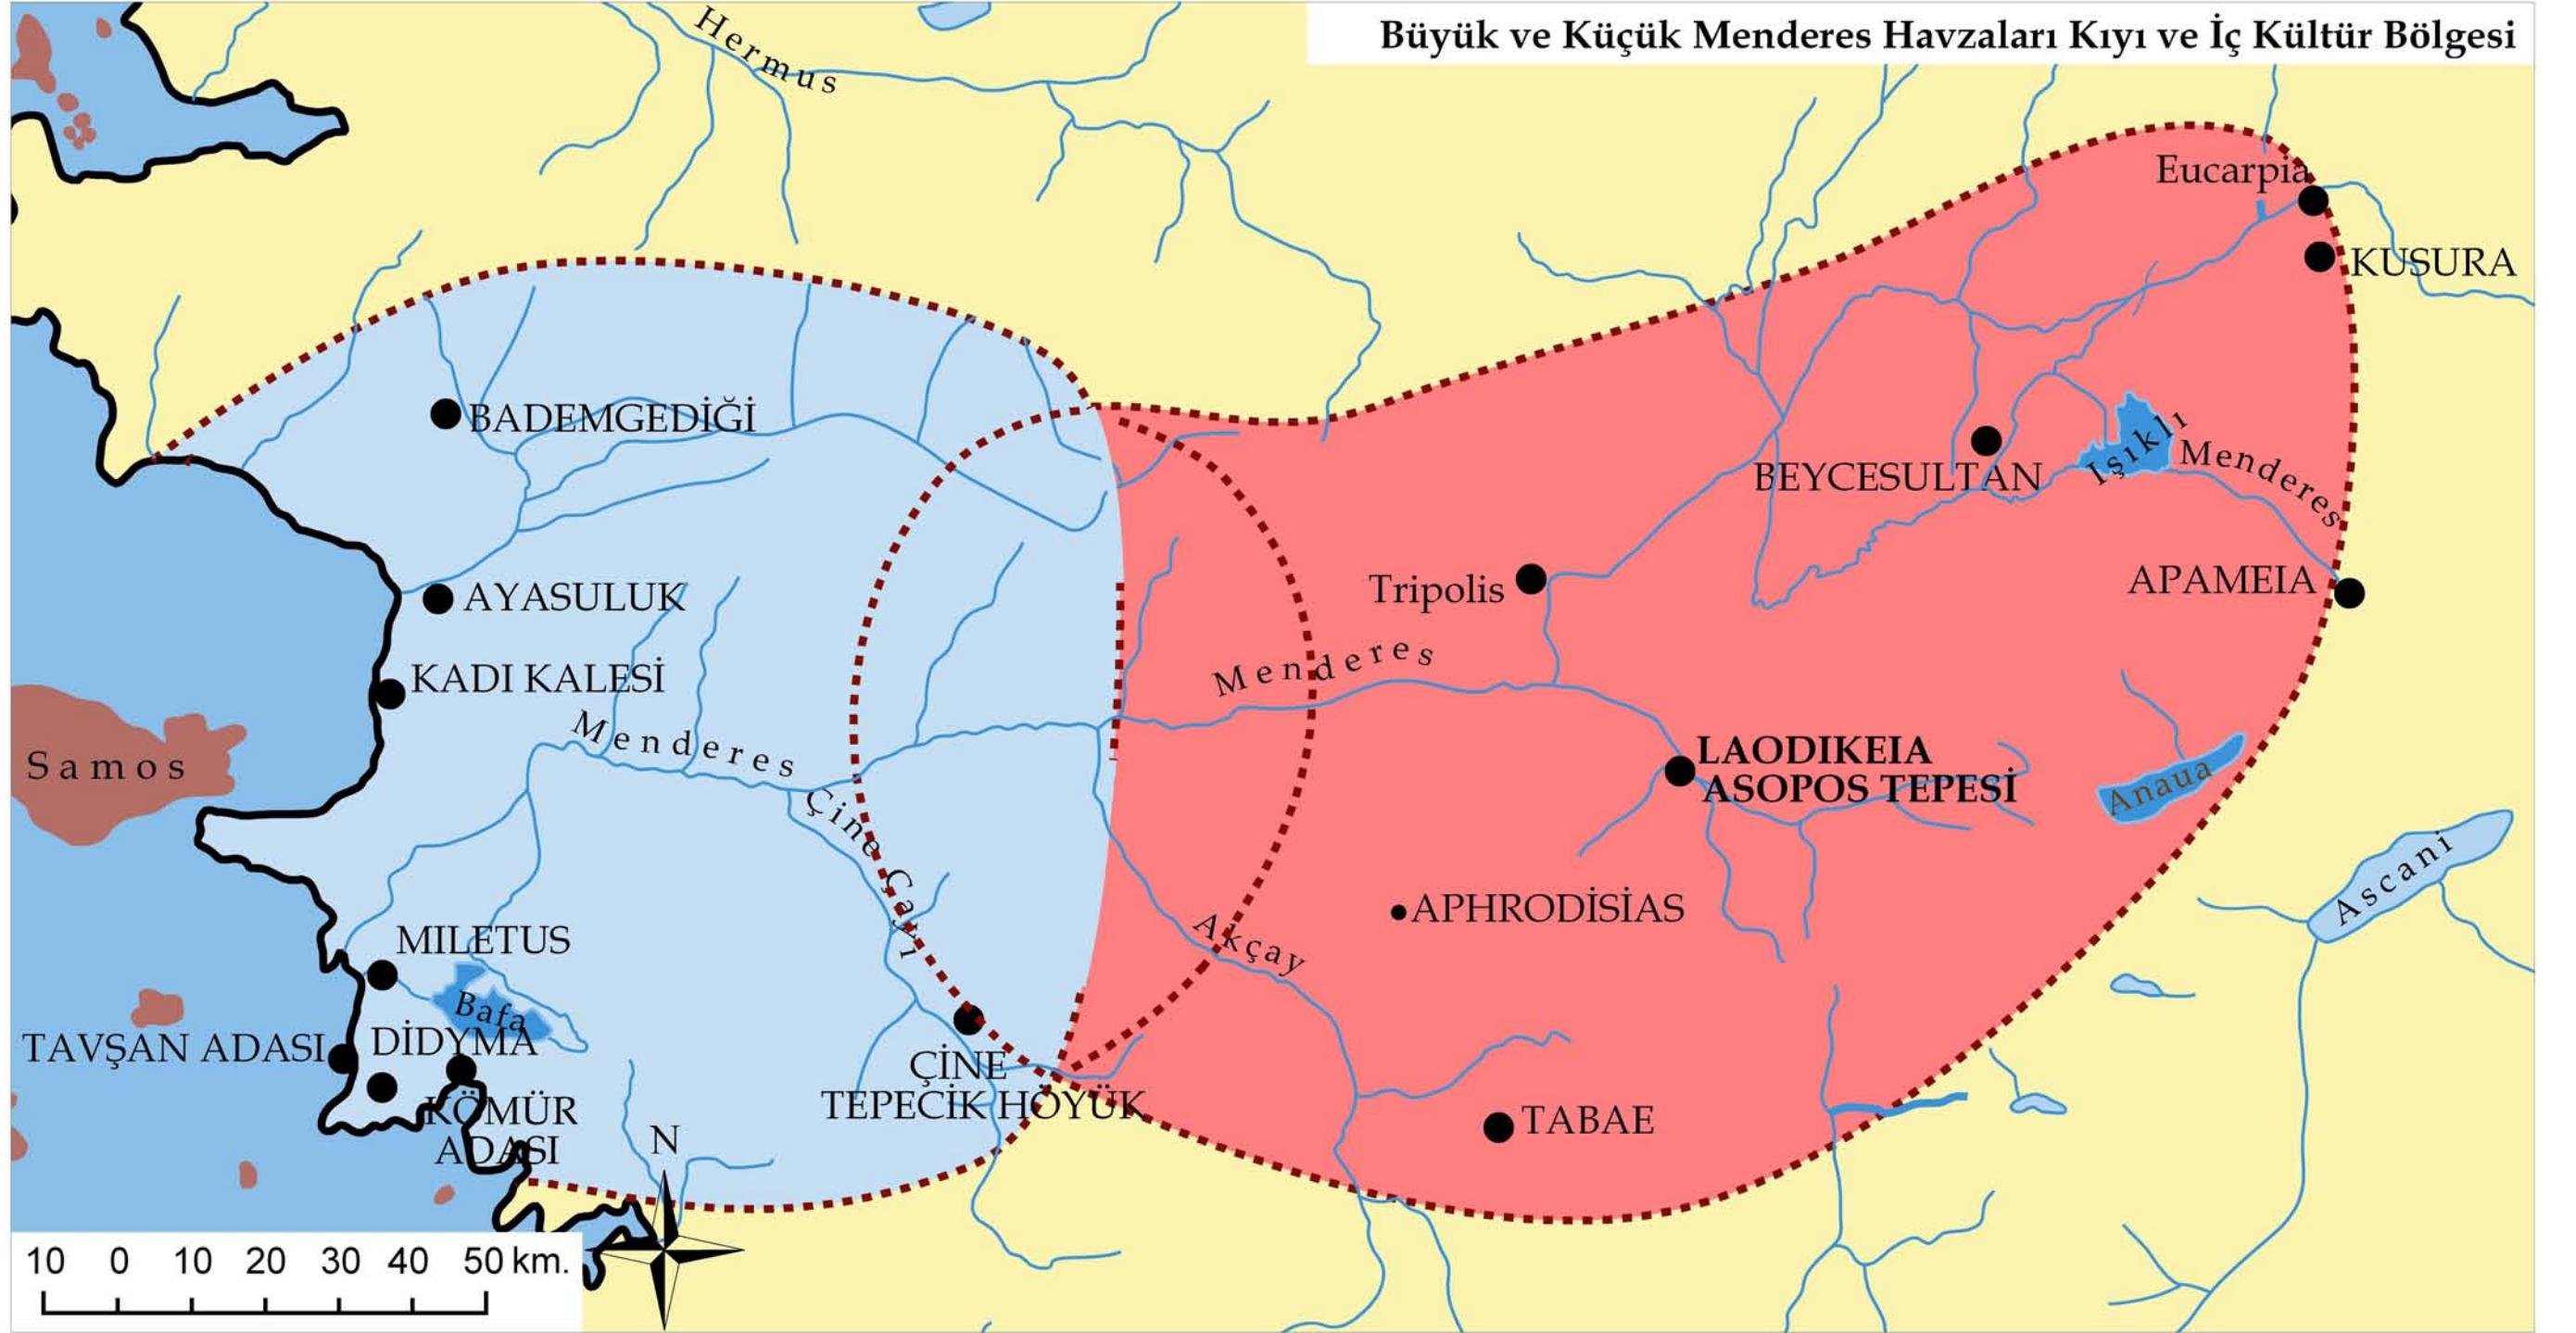 Büyük ve Küçük Menderes Havzaları Kıyı ve İç Kültür Bölgesi
Hermus
Eucarpia
KUSURA
BADEMGEDİĞİ
Işıklı
Menderes
BEYCESULTAN
AYASULUK
Tripolis
APAMEIA
KADI KALESİ
Menderes
Menderes
Samos
LAODIKEIA
ASOPOS TEPESİ
Anaua
Çine Çayı
Ascani
APHRODİSİAS
Akçay
MILETUS
Bafa
TAVŞAN ADASI
DİDYMA
ÇİNE
TEPECİK HÖYÜK
KÖMÜR
ADASI
TABAE
N
10 0 10 20 30 40 50 km.